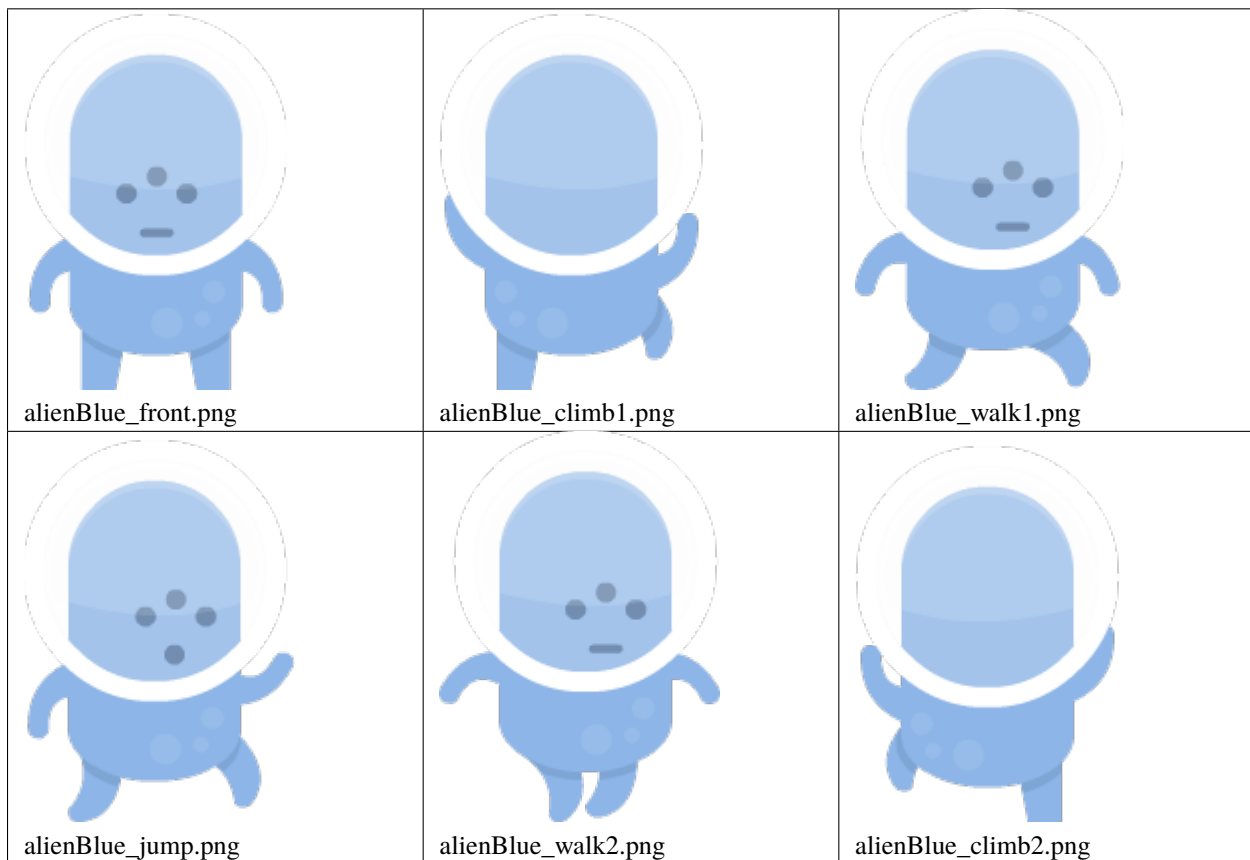 alienBlue_front.png
alienBlue_climb1.png
alienBlue_walk1.png
alienBlue_jump.png
alienBlue_walk2.png
alienBlue_climb2.png